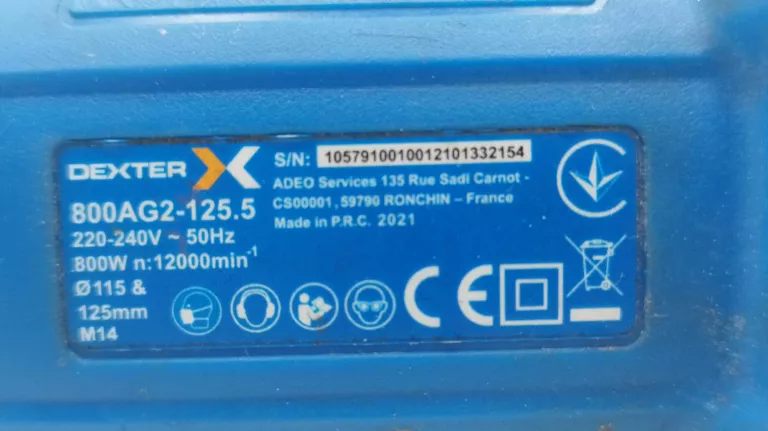 DEXTER
800AG2-125.5
220-240V ~ 50Hz
800W n:12000min⁻¹
Ø115 &
125mm
M14
S/N: 1057910010012101332154
ADEO Services 135 Rue Sadi Carnot -
CS00001, 59790 RONCHIN – France
Made in P.R.C. 2021
CE